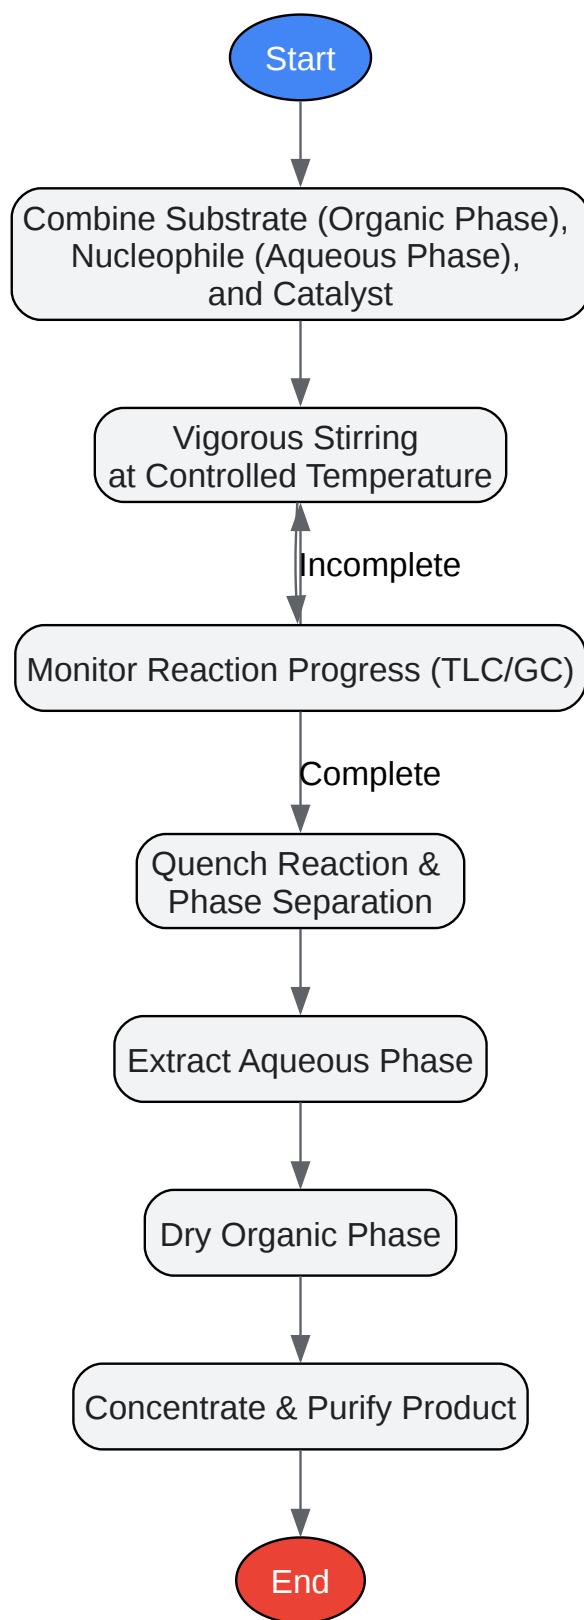 Start
Combine Substrate (Organic Phase),
Nucleophile (Aqueous Phase),
and Catalyst
Vigorous Stirring
at Controlled Temperature
Incomplete
Monitor Reaction Progress (TLC/GC)
Complete
Quench Reaction &
Phase Separation
Extract Aqueous Phase
Dry Organic Phase
Concentrate & Purify Product
End